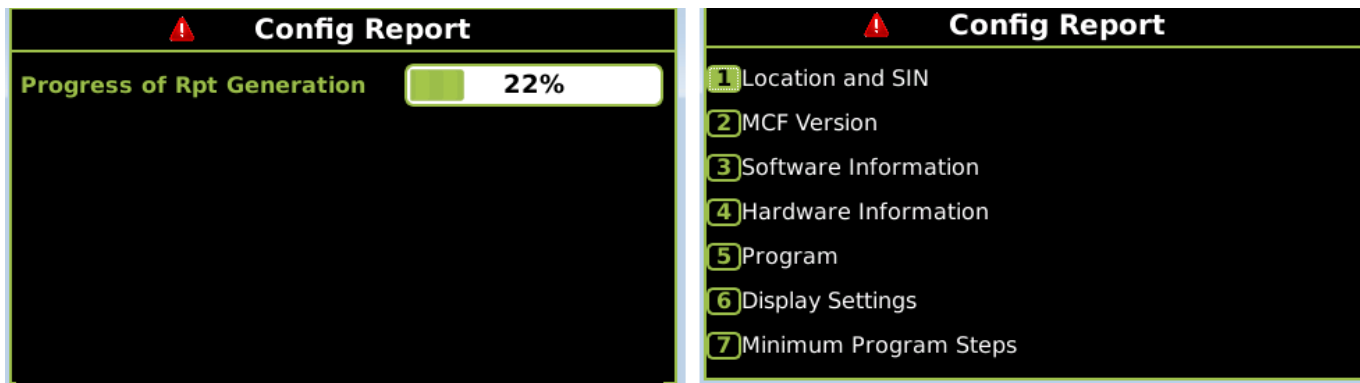 Config Report
Progress of Rpt Generation 22%
Config Report
1 Location and SIN
2 MCF Version
3 Software Information
4 Hardware Information
5 Program
6 Display Settings
7 Minimum Program Steps